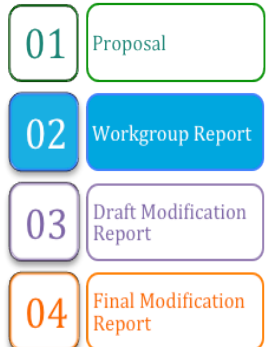 01 Proposal
02 Workgroup Report
03 Draft Modification
Report
04 Final Modification
Report